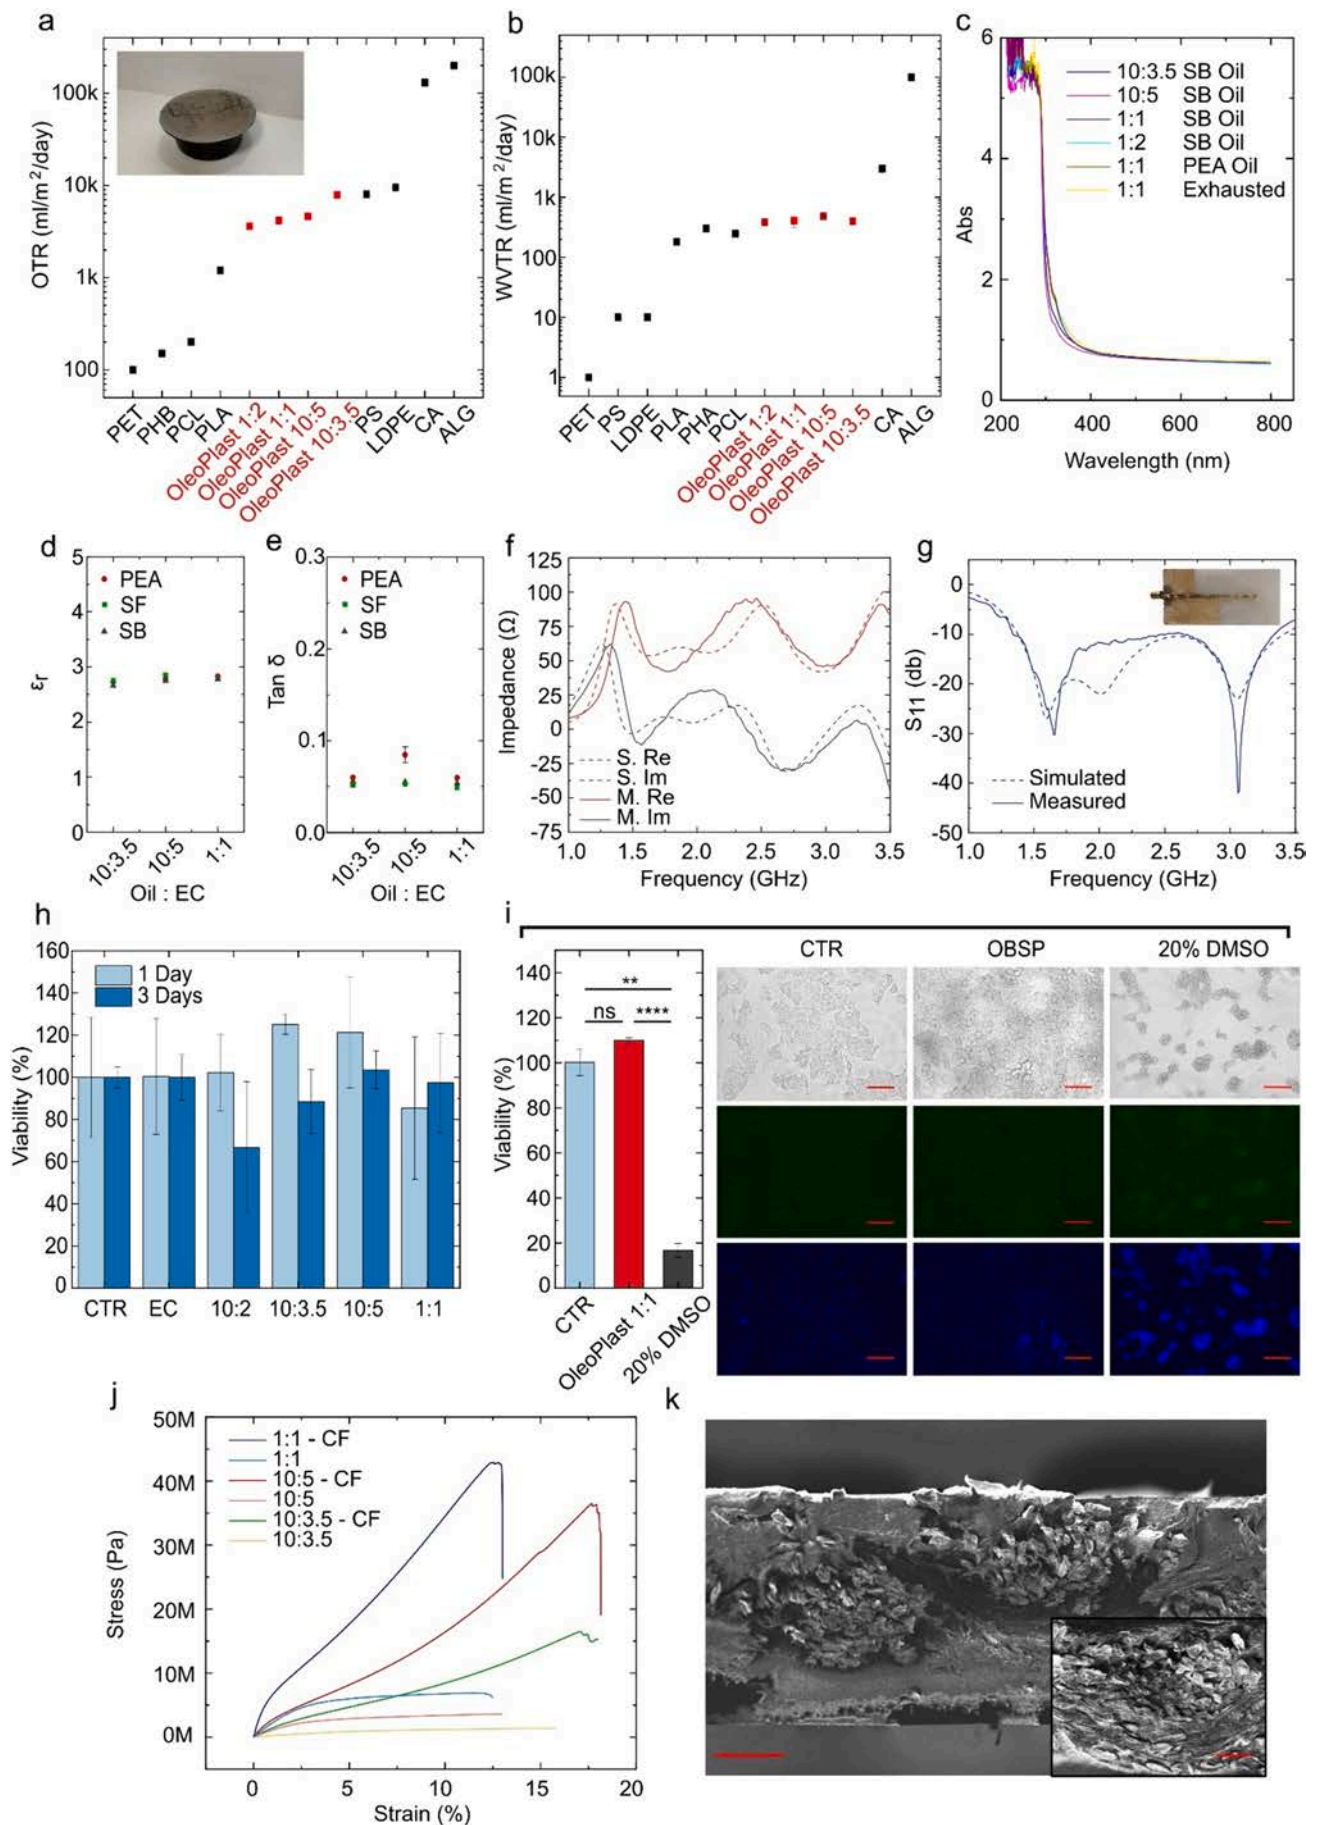 a
OTR (ml/m²/day)
100k
10k
1k
100
PET
PHB
PCL
PLA
OleoPlast 1:2
OleoPlast 1:1
OleoPlast 10:5
OleoPlast 10:3.5
PS
LDPE
CA
ALG
b
WVTR (ml/m²/day)
100k
10k
1k
100
10
1
PET
PS
LDPE
PLA
PHA
PCL
OleoPlast 1:2
OleoPlast 1:1
OleoPlast 10:5
OleoPlast 10:3.5
CA
ALG
c
Abs
6
4
2
0
10:3.5 SB Oil
10:5 SB Oil
1:1 SB Oil
1:2 SB Oil
1:1 PEA Oil
1:1 Exhausted
200 400 600 800
Wavelength (nm)
d
εr
5
4
3
2
1
0
PEA
SF
SB
10:3.5
10:5
1:1
Oil : EC
e
Tan δ
0.3
0.2
0.1
0.0
PEA
SF
SB
10:3.5
10:5
1:1
Oil : EC
f
Impedance (Ω)
125
100
75
50
25
0
-25
-50
-75
S. Re
S. Im
M. Re
M. Im
1.0 1.5 2.0 2.5 3.0 3.5
Frequency (GHz)
g
S11 (db)
0
-10
-20
-30
-40
-50
Simulated
Measured
1.0 1.5 2.0 2.5 3.0 3.5
Frequency (GHz)
h
Viability (%)
160
140
120
100
80
60
40
20
0
1 Day
3 Days
CTR EC 10:2 10:3.5 10:5 1:1
i
Viability (%)
160
140
120
100
80
60
40
20
0
**
ns ****
CTR
OleoPlast 1:1
20% DMSO
CTR OBSP 20% DMSO
j
Stress (Pa)
50M
40M
30M
20M
10M
0M
1:1 - CF
1:1
10:5 - CF
10:5
10:3.5 - CF
10:3.5
0 5 10 15 20
Strain (%)
k